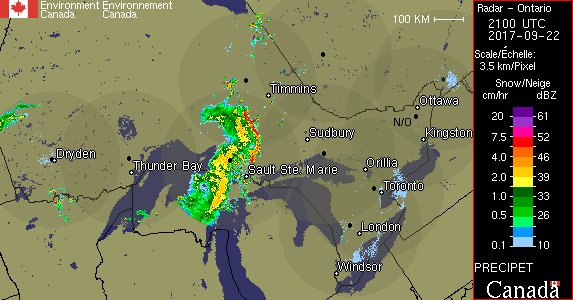 Environment Environnement
Canada Canada
100 KM
Timmins
Ottawa
N/O
Sudbury
Kingston
Dryden
Thunder Bay
Sault Ste. Marie
Orillia
Toronto
London
Windsor
Radar - Ontario
2100 UTC
2017-09-22
Scale/Échelle:
3.5 km/Pixel
Snow/Neige
cm/hr dBZ
20 61
7.5 52
4.0 46
2.0 39
1.0 33
0.5 26
0.1 10
PRECIPET
Canada